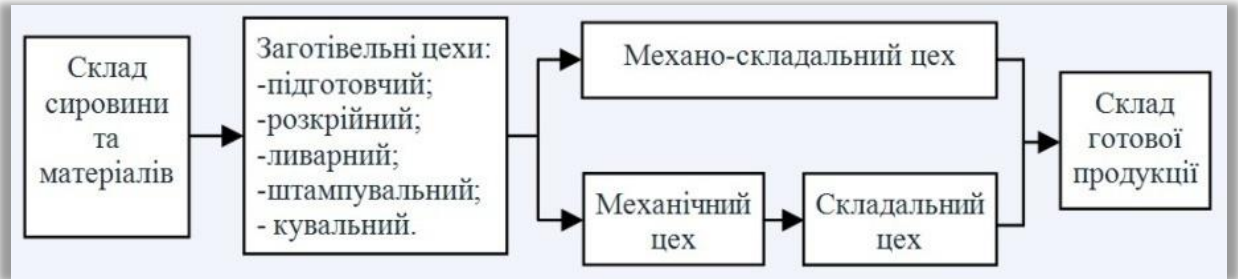 Склад
сировини
та
матеріалів
Заготівельні цехи:
-підготовчий;
-розкрійний;
-ливарний;
-штампувальний;
- кувальний.
Механо-складальний цех
Механічний
цех
Складальний
цех
Склад
готової
продукції